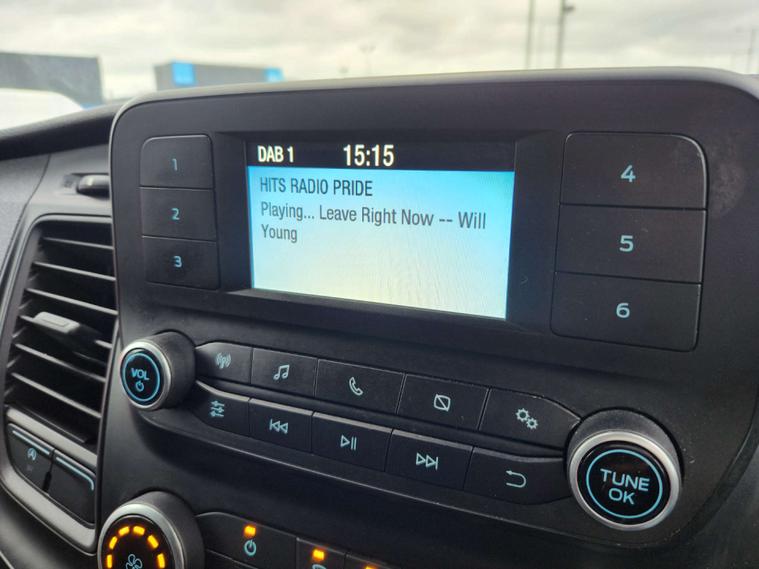 DAB 1 15:15
HITS RADIO PRIDE
Playing... Leave Right Now -- Will
Young
1
2
3
4
5
6
VOL
TUNE
OK